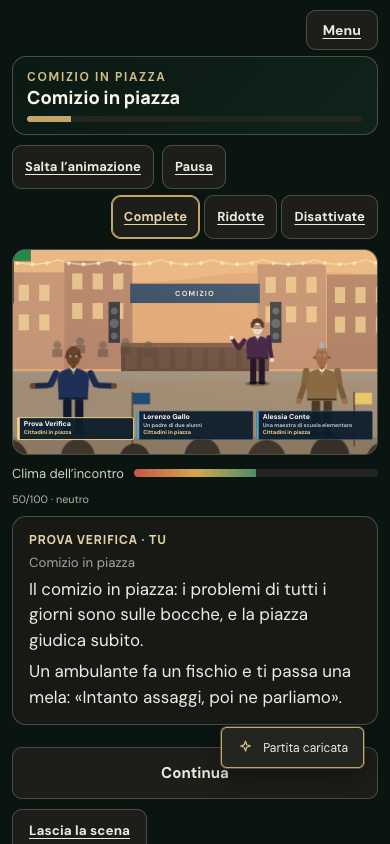 Menu
COMIZIO IN PIAZZA
Comizio in piazza
Salta l’animazione
Pausa
Complete
Ridotte
Disattivate
COMIZIO
Prova Verifica
Cittadini in piazza
Lorenzo Gallo
Un padre di due alunni
Cittadini in piazza
Alessia Conte
Una maestra di scuola elementare
Cittadini in piazza
Clima dell’incontro
50/100 · neutro
PROVA VERIFICA · TU
Comizio in piazza
Il comizio in piazza: i problemi di tutti i
giorni sono sulle bocche, e la piazza
giudica subito.
Un ambulante fa un fischio e ti passa una
mela: «Intanto assaggi, poi ne parliamo».
Partita caricata
Continua
Lascia la scena